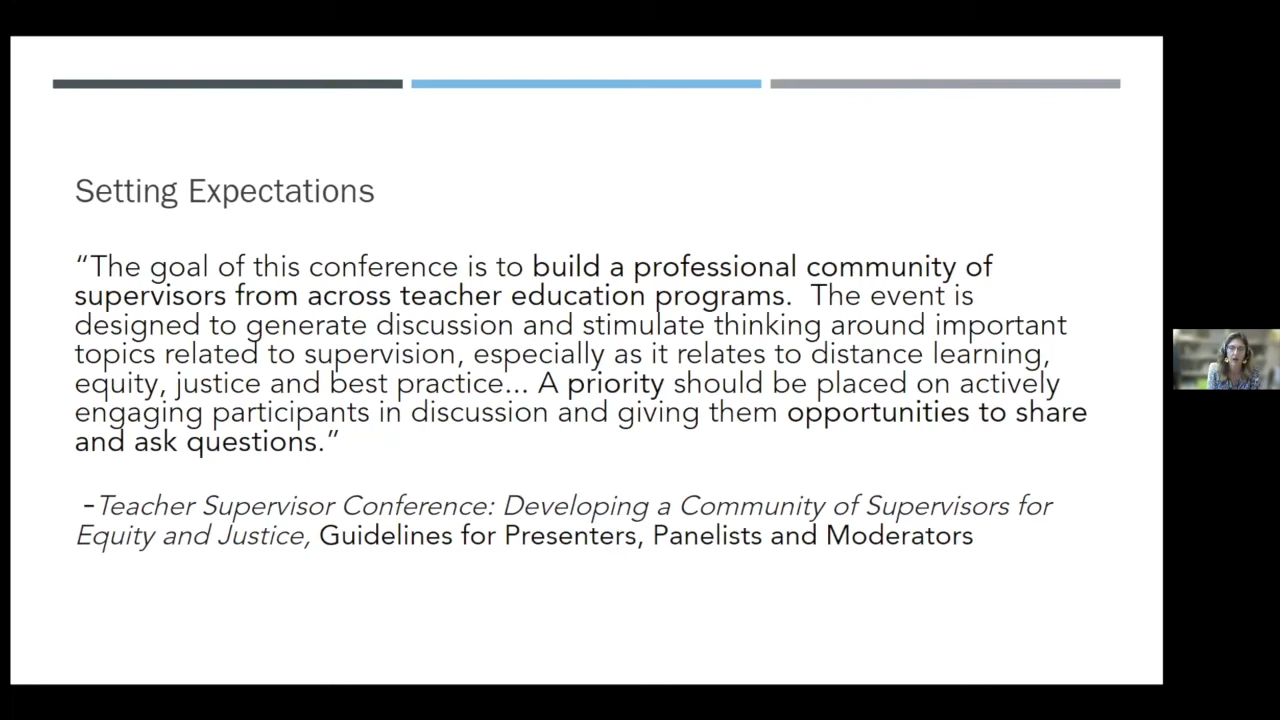 Setting Expectations
“The goal of this conference is to build a professional community of
supervisors from across teacher education programs.  The event is
designed to generate discussion and stimulate thinking around important
topics related to supervision, especially as it relates to distance learning,
equity, justice and best practice... A priority should be placed on actively
engaging participants in discussion and giving them opportunities to share
and ask questions.”
-Teacher Supervisor Conference: Developing a Community of Supervisors for
Equity and Justice, Guidelines for Presenters, Panelists and Moderators